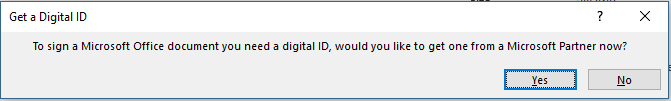 Get a Digital ID
To sign a Microsoft Office document you need a digital ID, would you like to get one from a Microsoft Partner now?
Yes
No